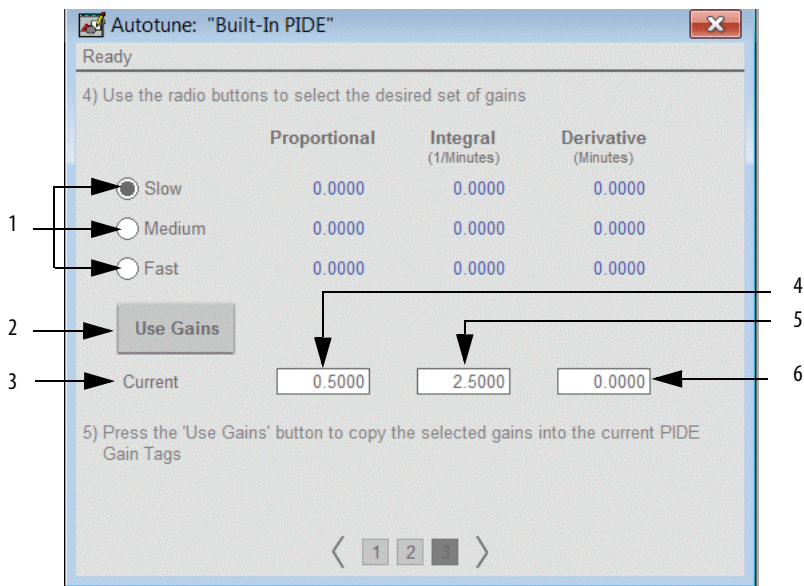 Autotune: "Built-In PIDE"
Ready
4) Use the radio buttons to select the desired set of gains
Proportional Integral Derivative
(1/Minutes) (Minutes)
Slow 0.0000 0.0000 0.0000
1 Medium 0.0000 0.0000 0.0000
Fast 0.0000 0.0000 0.0000
4
5
2 Use Gains
3 Current 0.5000 2.5000 0.0000 6
5) Press the 'Use Gains' button to copy the selected gains into the current PIDE
Gain Tags
1 2 3